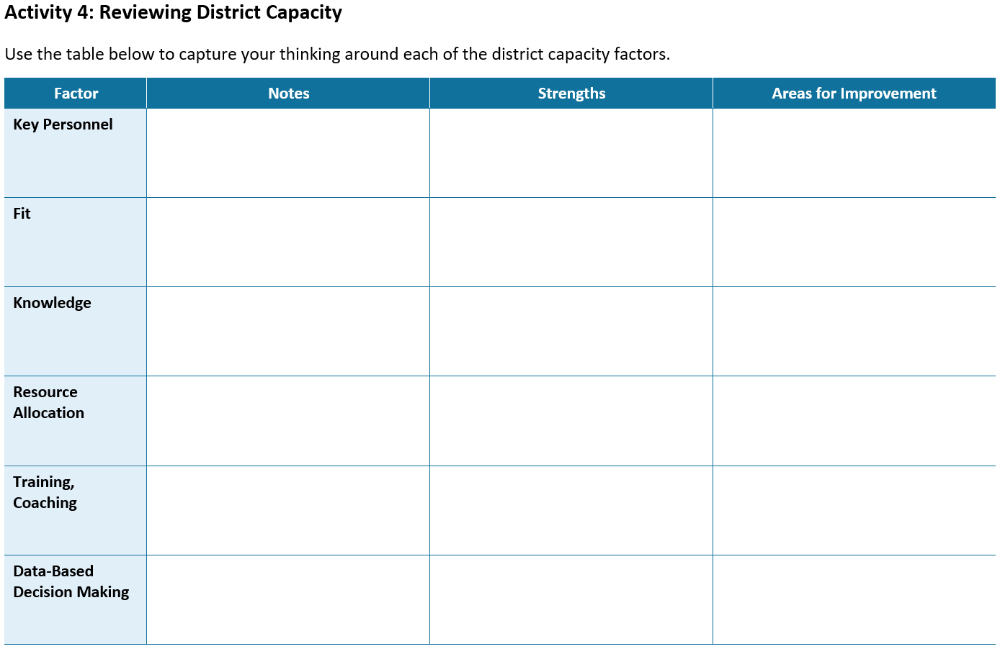 Activity 4: Reviewing District Capacity
Use the table below to capture your thinking around each of the district capacity factors.
Factor Notes Strengths Areas for Improvement
Key Personnel
Fit
Knowledge
Resource
Allocation
Training,
Coaching
Data-Based
Decision Making